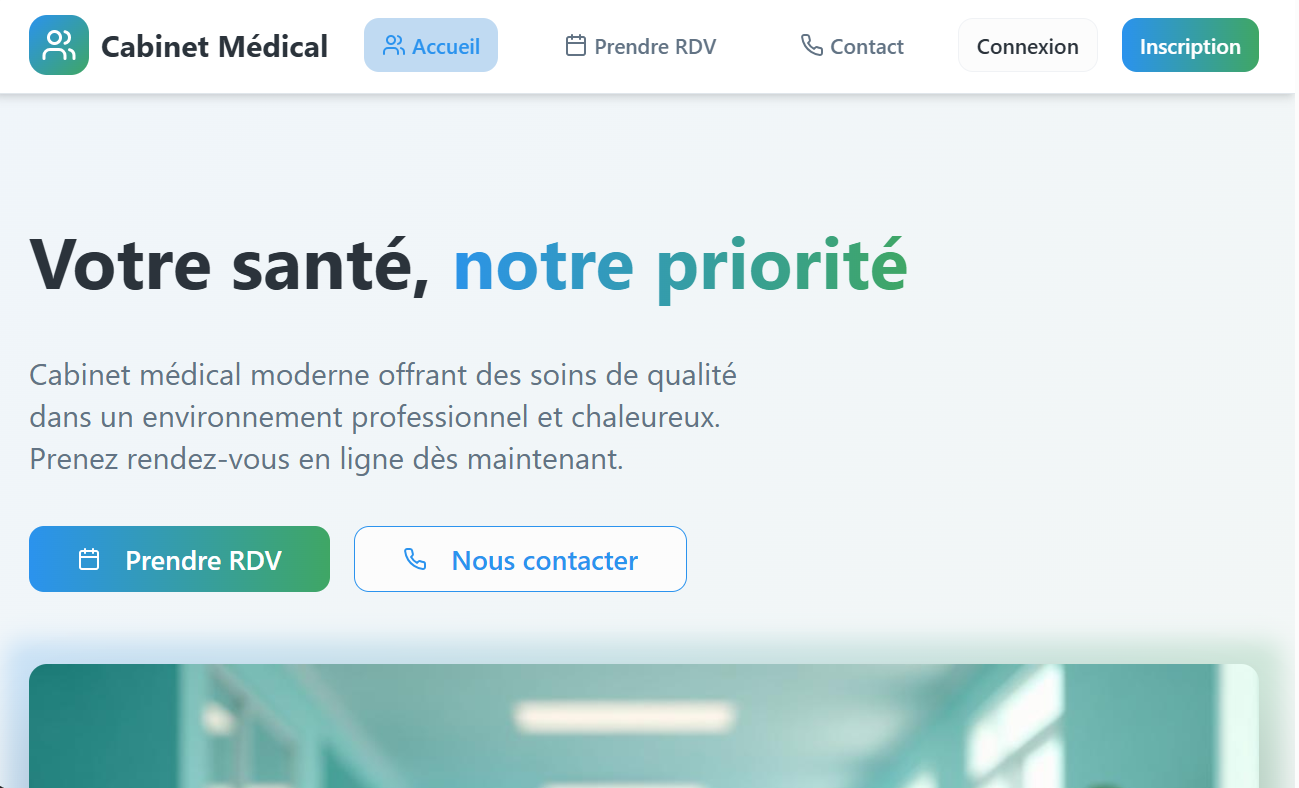 Cabinet Médical
Accueil
Prendre RDV
Contact
Connexion
Inscription
Votre santé, notre priorité
Cabinet médical moderne offrant des soins de qualité
dans un environnement professionnel et chaleureux.
Prenez rendez-vous en ligne dès maintenant.
Prendre RDV
Nous contacter